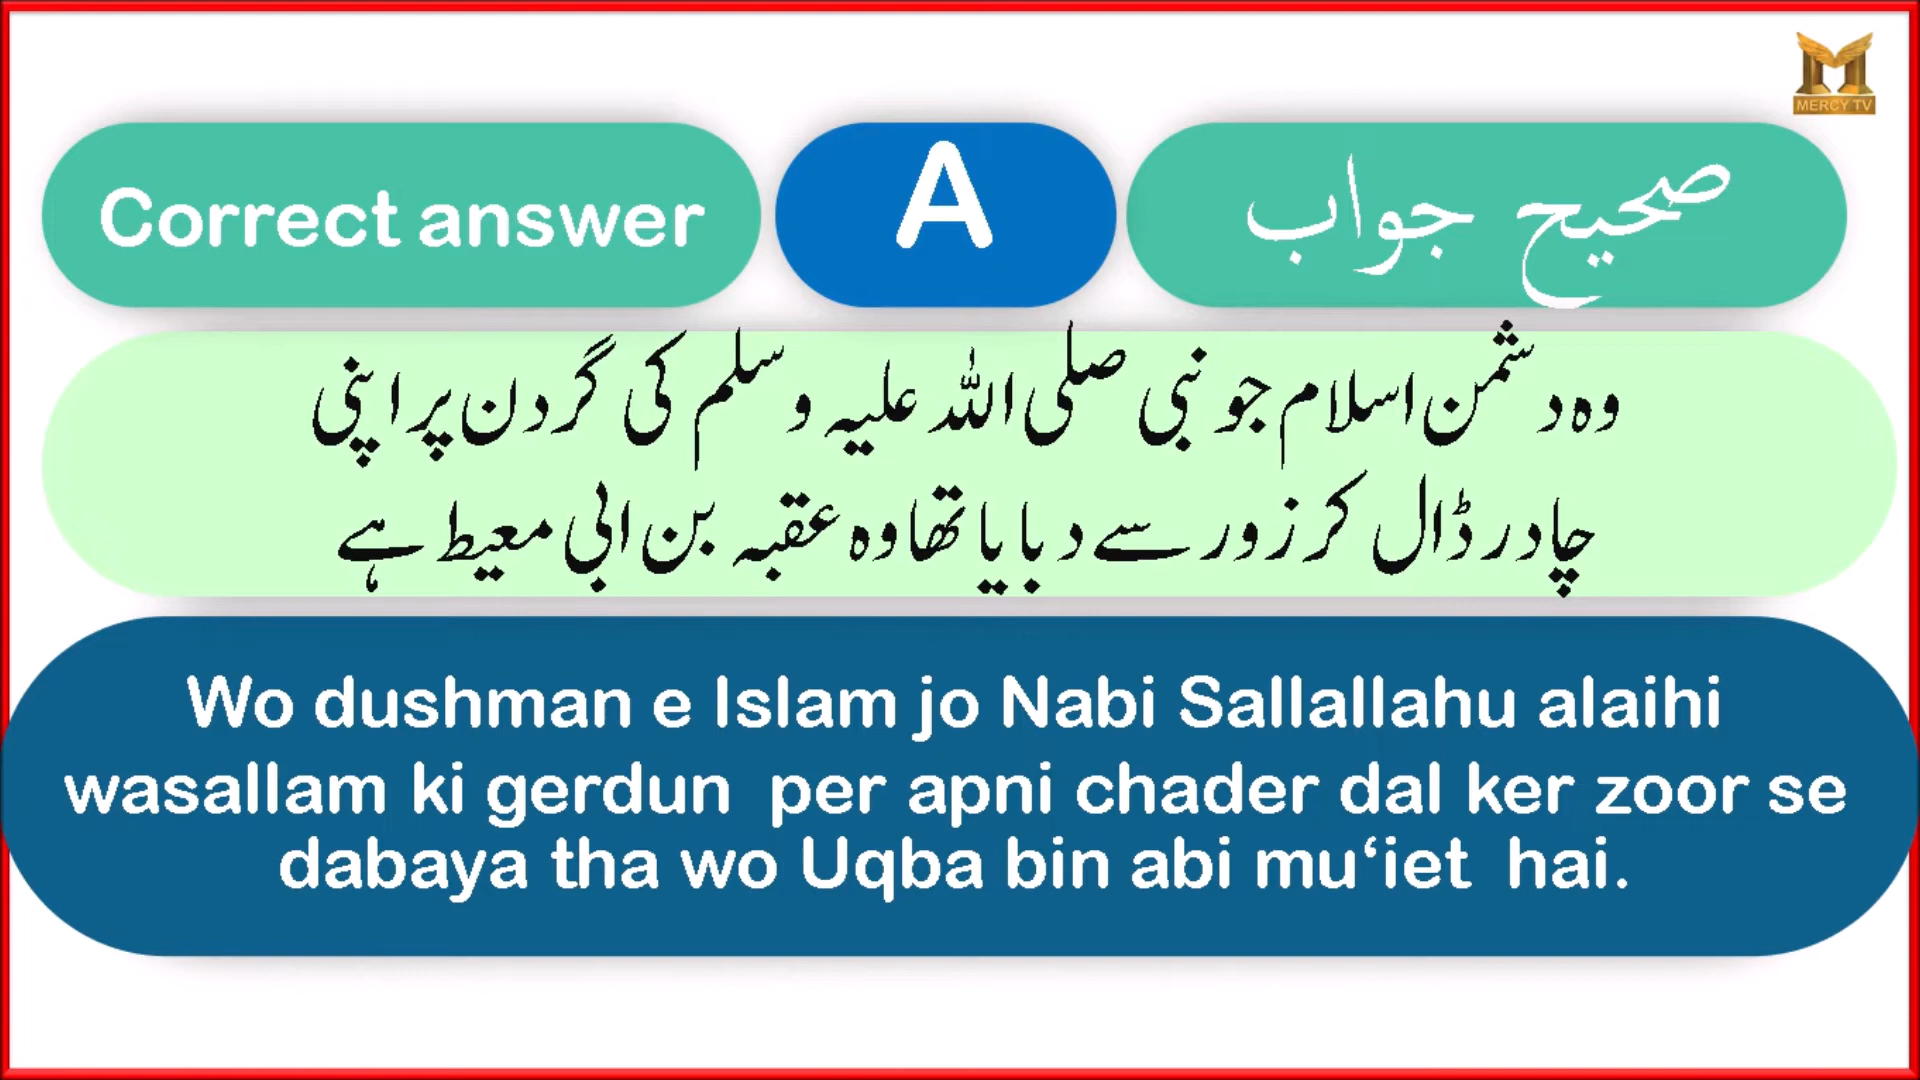 MERCY TV
Correct answer
A
صحیح جواب
وہ دشمن اسلام جو نبی صلی اللہ علیہ وسلم کی گردن پر اپنی
چادر ڈال کر زور سے دبایا تھا وہ عقبہ بن ابی معیط ہے
Wo dushman e Islam jo Nabi Sallallahu alaihi
wasallam ki gerdun per apni chader dal ker zoor se
dabaya tha wo Uqba bin abi mu‘iet hai.